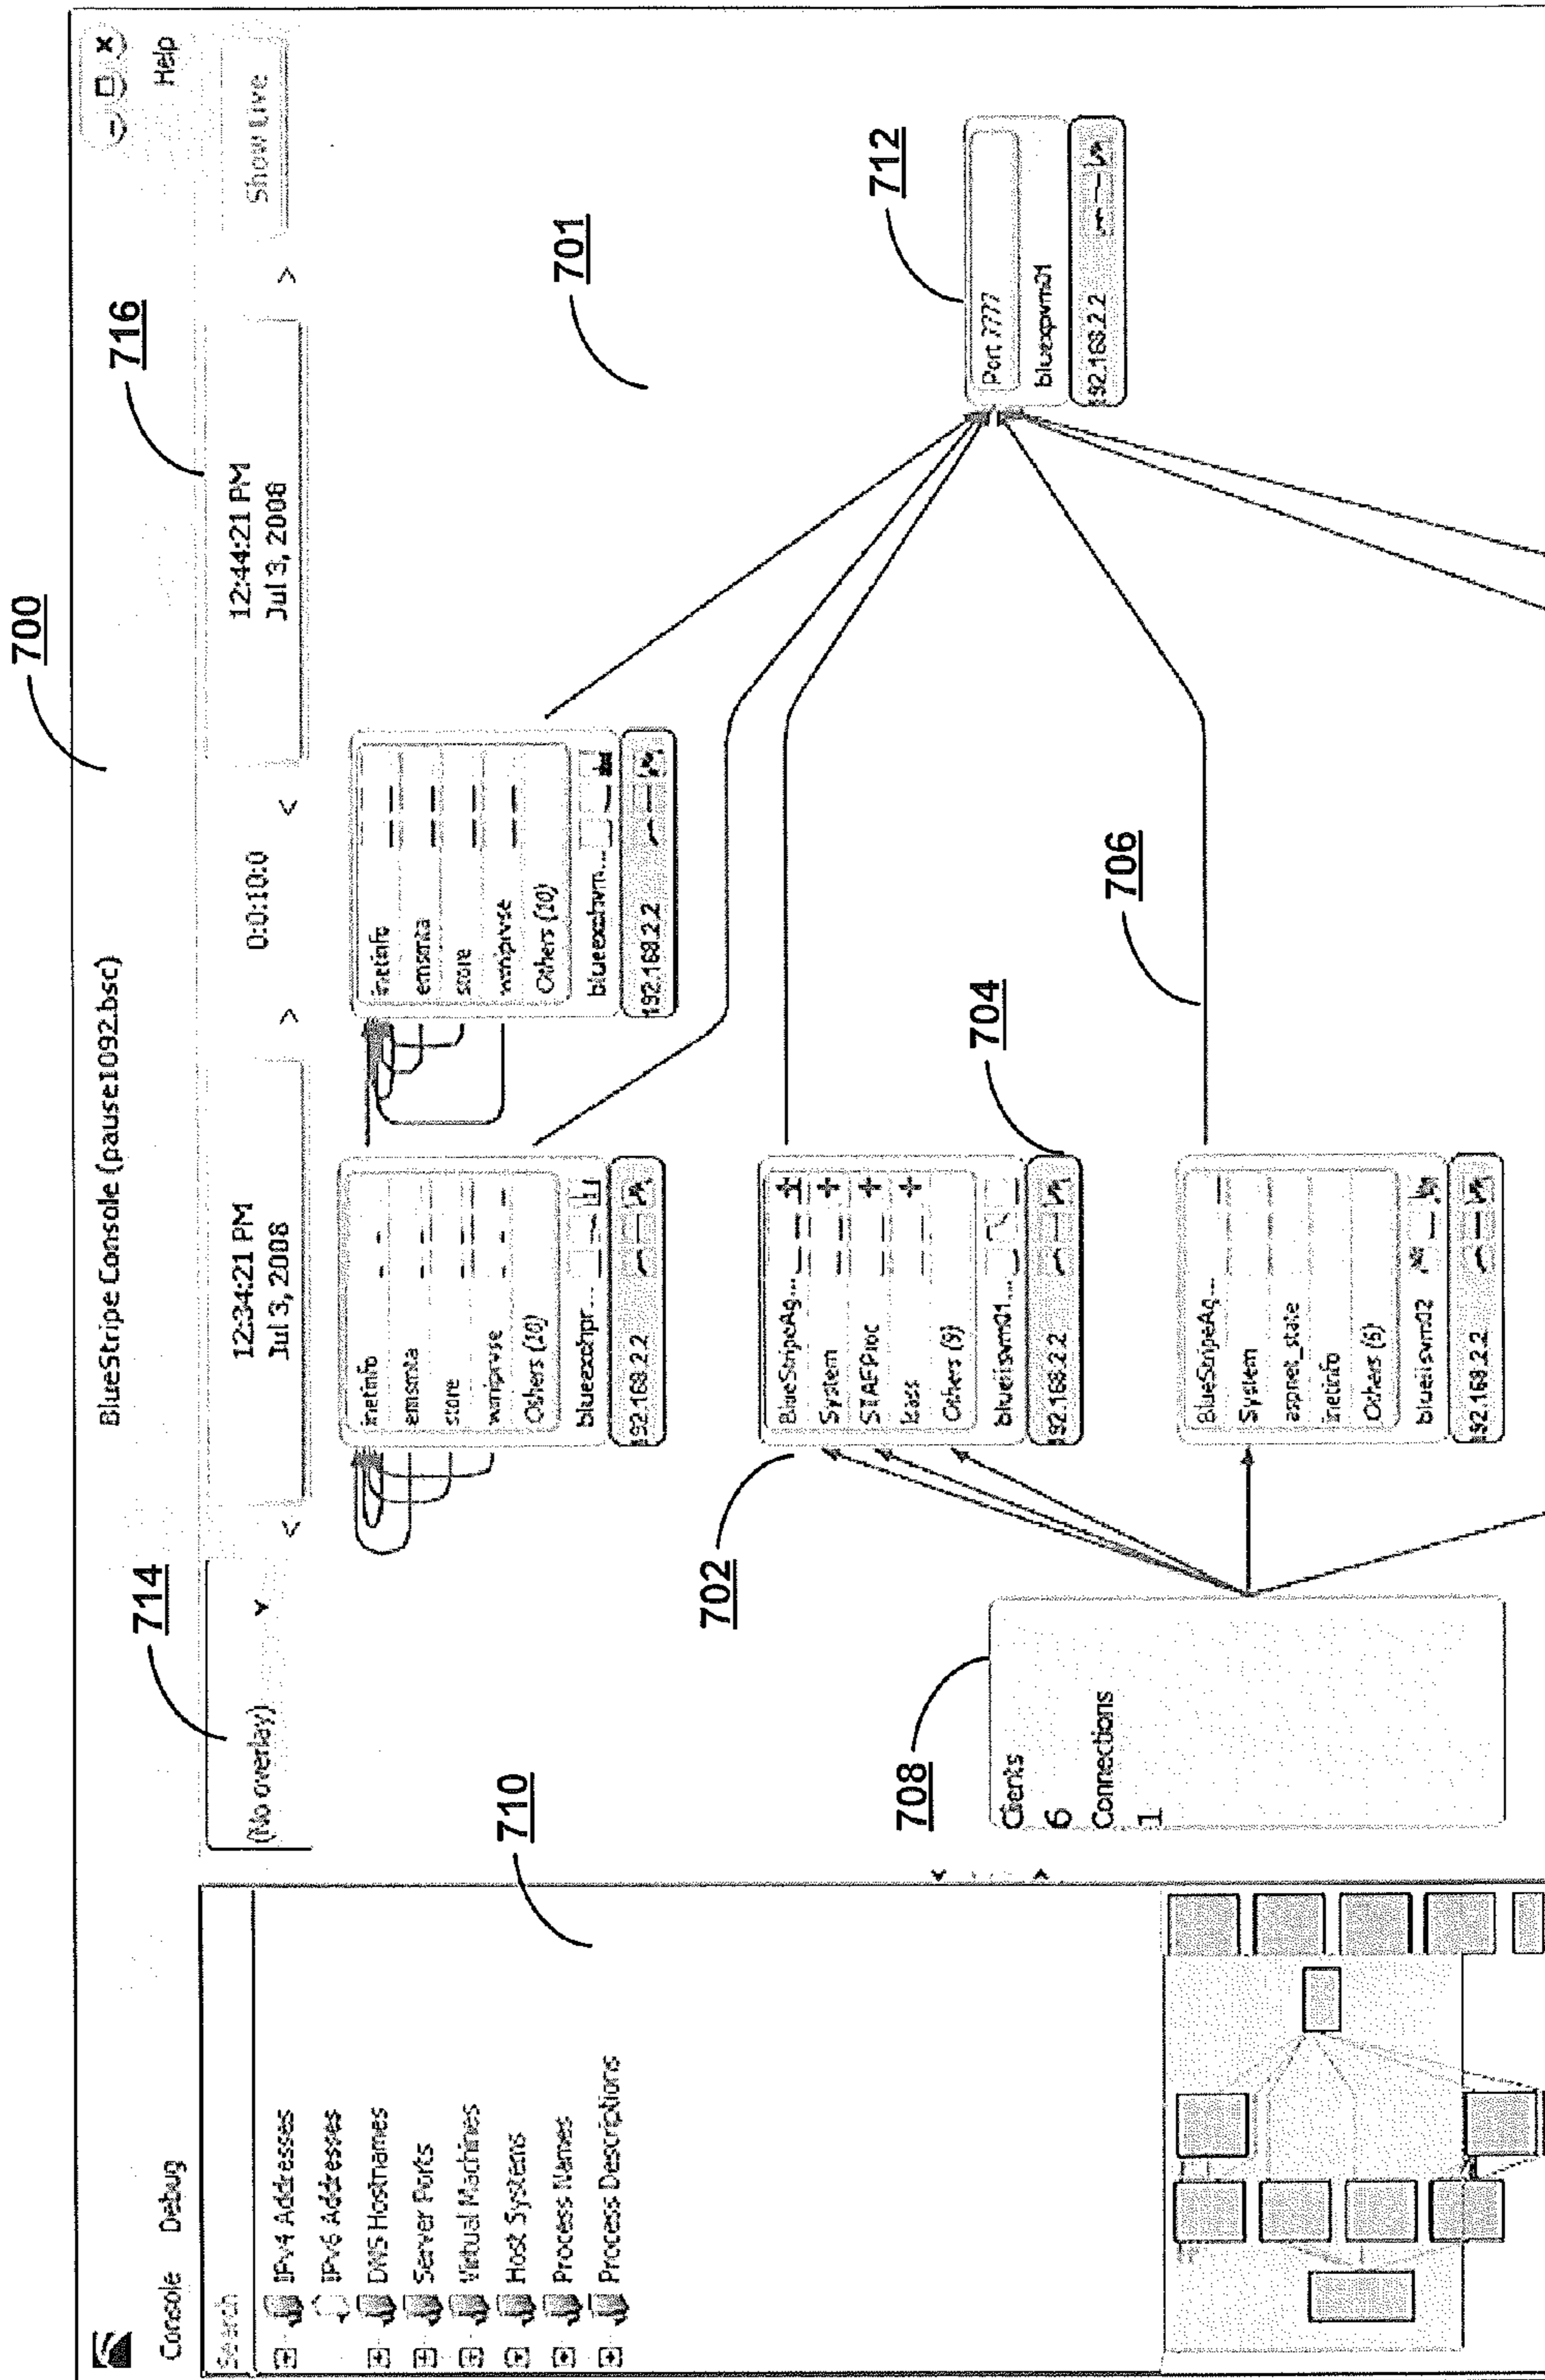 700
BlueStripe Console (pause1092.bsc)
Console Debug
Help
714
716
Search
(No overlay)
12:34:21 PM
Jul 3, 2008
0:0:10:0
12:44:21 PM
Jul 3, 2008
Show Live
IPv4 Addresses
IPv6 Addresses
DNS Hostnames
Server Ports
Virtual Machines
Host Systems
Process Names
Process Descriptions
710
inetinfo
emsmta
store
wmiprvse
Others (10)
blueexchpr...
192.168.2.2
inetinfo
emsmta
store
wmiprvse
Others (10)
blueexchvm...
192.168.2.2
701
702
BlueStripeAg...
System
STAFProc
lsass
Others (9)
blueiisvm01...
192.168.2.2
704
708
Clients
6
Connections
1
706
712
Port 7777
bluexpvm01
192.168.2.2
BlueStripeAg...
System
aspnet_state
inetinfo
Others (6)
blueiisvm02
192.168.2.2